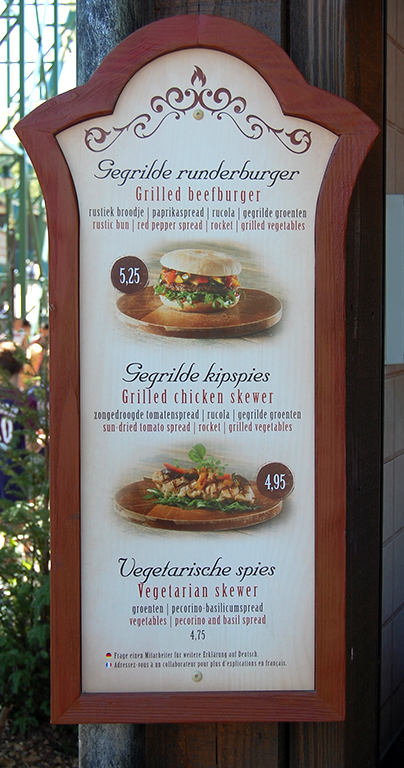 Gegrilde runderburger
Grilled beefburger
rustiek broodje | paprikaspread | rucola | gegrilde groenten
rustic bun | red pepper spread | rocket | grilled vegetables
5,25
Gegrilde kipspies
Grilled chicken skewer
zongedroogde tomatenspread | rucola | gegrilde groenten
sun-dried tomato spread | rocket | grilled vegetables
4,95
Vegetarische spies
Vegetarian skewer
groenten | pecorino-basilicumspread
vegetables | pecorino and basil spread
4,75
Frage einen Mitarbeiter für weitere Erklärung auf Deutsch.
Adressez-vous à un collaborateur pour plus d'explications en français.